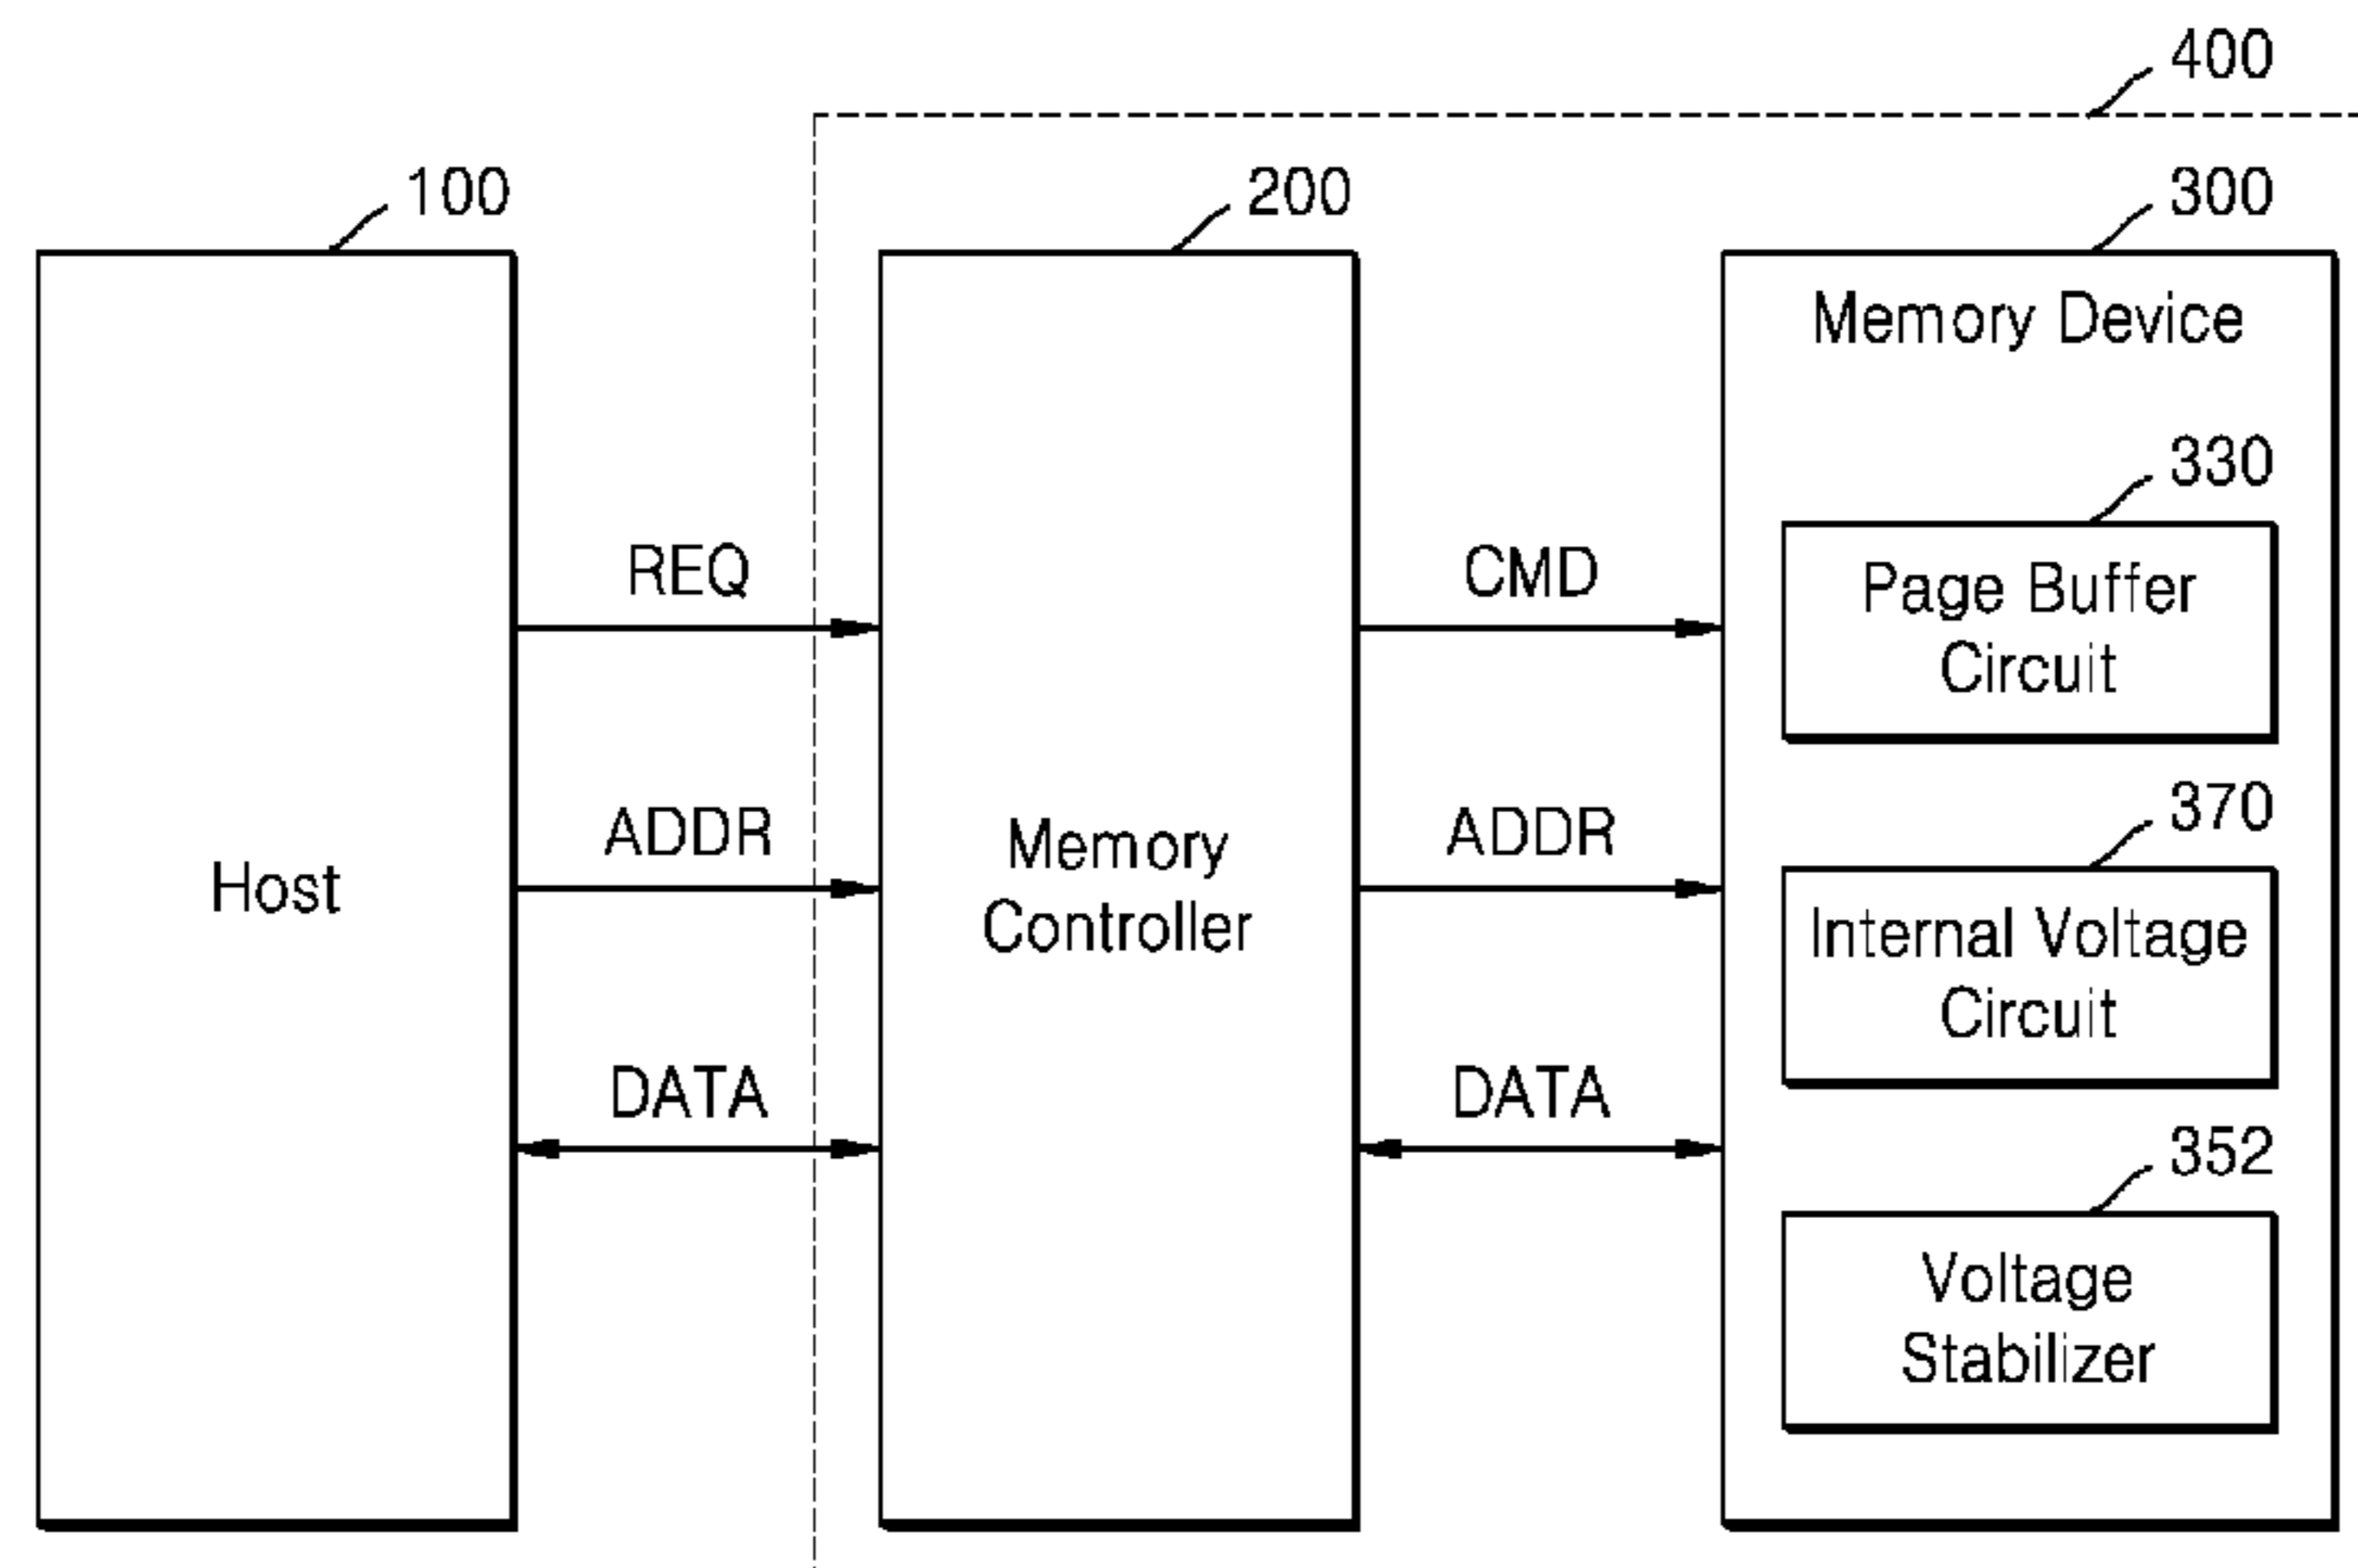 400
100
200
300
Memory Device
330
REQ
CMD
Page Buffer
Circuit
370
ADDR
Memory
Controller
ADDR
Host
Internal Voltage
Circuit
DATA
DATA
352
Voltage
Stabilizer